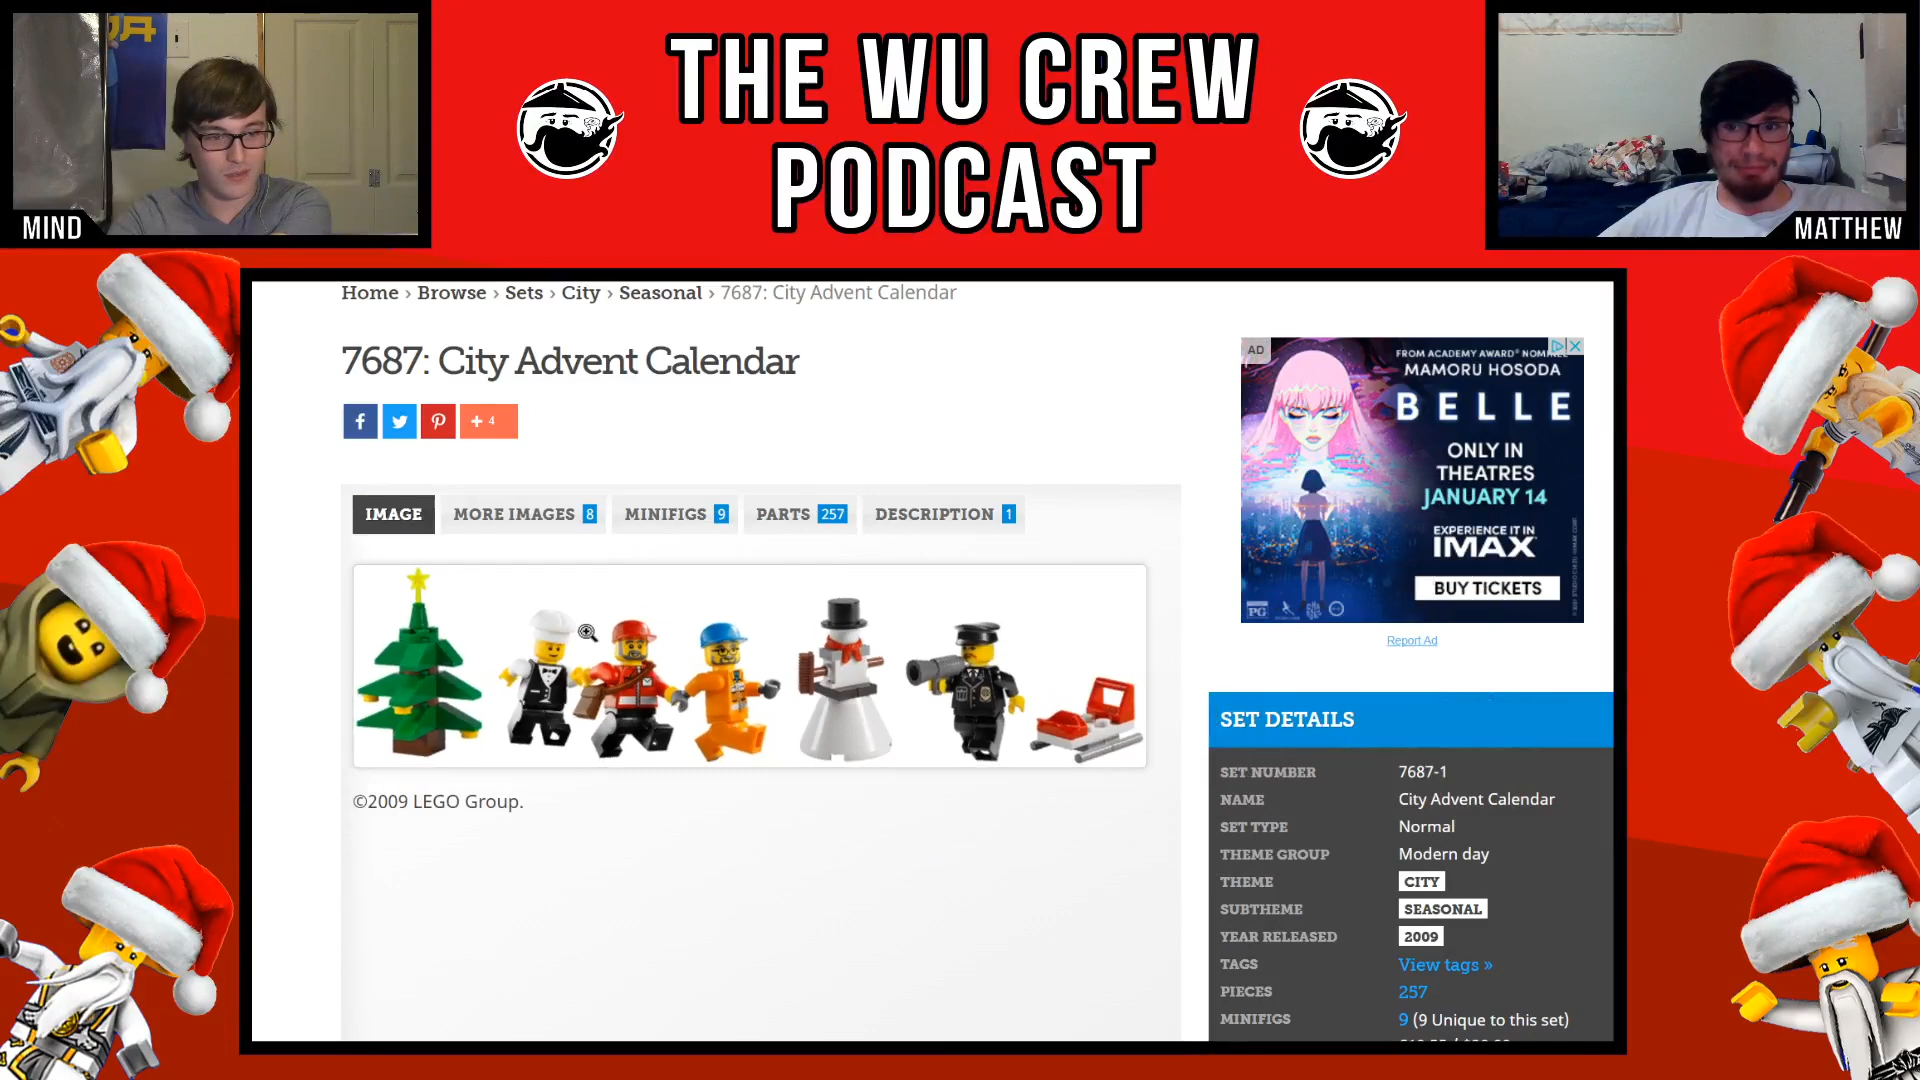 THE WU CREW
PODCAST
MIND
MATTHEW
Home › Browse › Sets › City › Seasonal › 7687: City Advent Calendar
7687: City Advent Calendar
+ 4
IMAGE
MORE IMAGES 8
MINIFIGS 9
PARTS 257
DESCRIPTION 1
©2009 LEGO Group.
AD
FROM ACADEMY AWARD® NOMINEE
MAMORU HOSODA
BELLE
ONLY IN
THEATRES
JANUARY 14
EXPERIENCE IT IN
IMAX
BUY TICKETS
PG
Report Ad
SET DETAILS
SET NUMBER 7687-1
NAME City Advent Calendar
SET TYPE Normal
THEME GROUP Modern day
THEME CITY
SUBTHEME SEASONAL
YEAR RELEASED 2009
TAGS View tags »
PIECES 257
MINIFIGS 9 (9 Unique to this set)